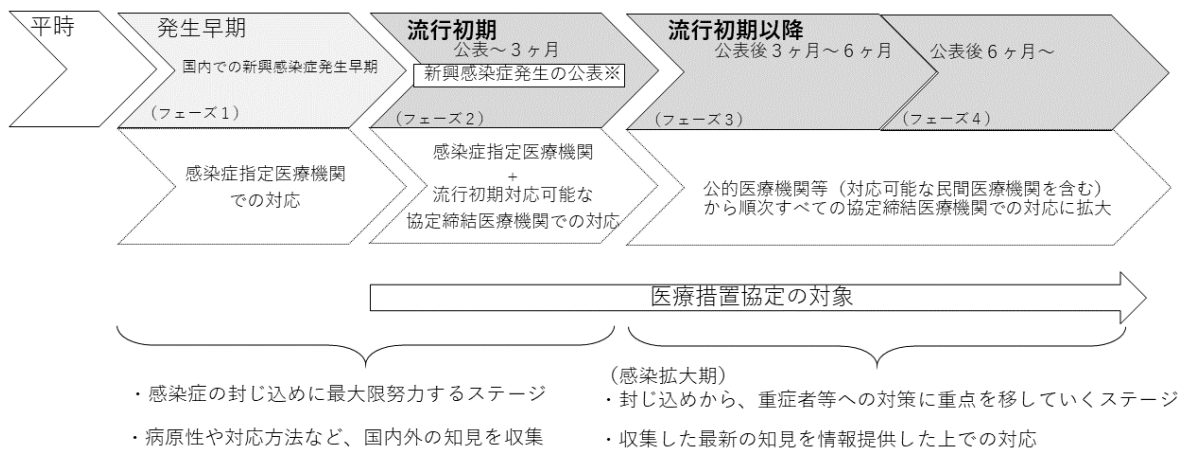 平時
発生早期
国内での新興感染症発生早期
（フェーズ１）
流行初期
公表～３ヶ月
新興感染症発生の公表※
（フェーズ２）
流行初期以降
公表後３ヶ月～６ヶ月
（フェーズ３）
公表後６ヶ月～
（フェーズ４）
感染症指定医療機関
での対応
感染症指定医療機関
+
流行初期対応可能な
協定締結医療機関での対応
公的医療機関等（対応可能な民間医療機関を含む）
から順次すべての協定締結医療機関での対応に拡大
医療措置協定の対象
・感染症の封じ込めに最大限努力するステージ
・病原性や対応方法など、国内外の知見を収集
（感染拡大期）
・封じ込めから、重症者等への対策に重点を移していくステージ
・収集した最新の知見を情報提供した上での対応